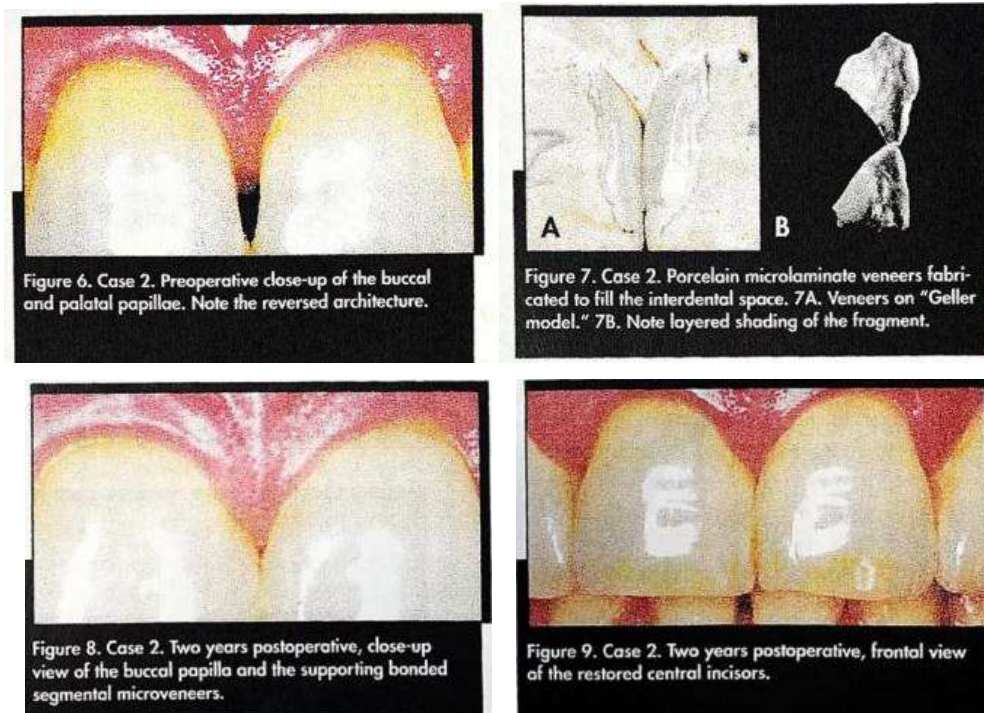 Figure 6. Case 2. Preoperative close-up of the buccal
and palatal papillae. Note the reversed architecture.
A
B
Figure 7. Case 2. Porcelain microlaminate veneers fabri-
cated to fill the interdental space. 7A. Veneers on "Geller
model." 7B. Note layered shading of the fragment.
Figure 8. Case 2. Two years postoperative, close-up
view of the buccal papilla and the supporting bonded
segmental microveneers.
Figure 9. Case 2. Two years postoperative, frontal view
of the restored central incisors.